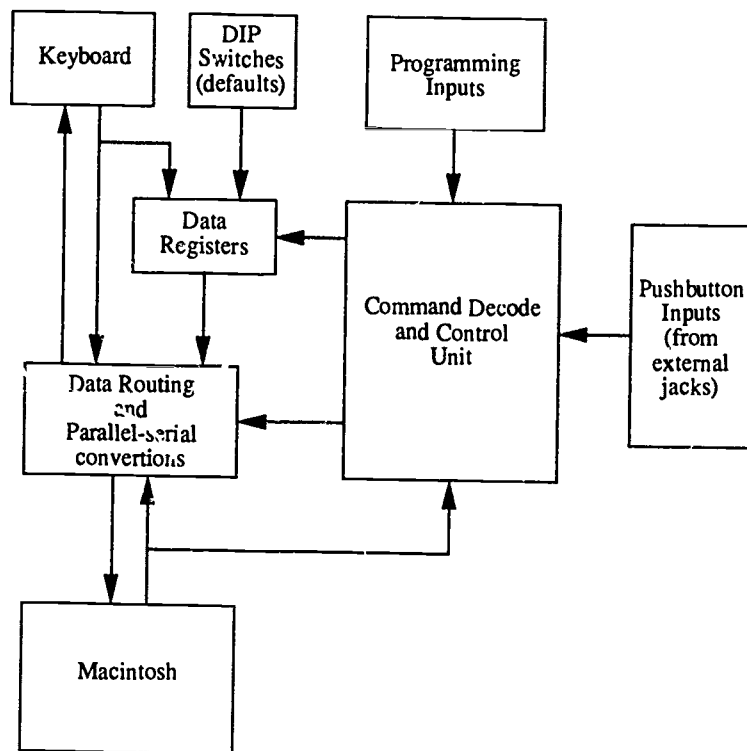 Keyboard
DIP
Switches
(defaults)
Programming
Inputs
Data
Registers
Command Decode
and Control
Unit
Pushbutton
Inputs
(from
external
jacks)
Data Routing
and
Parallel-serial
convertions
Macintosh